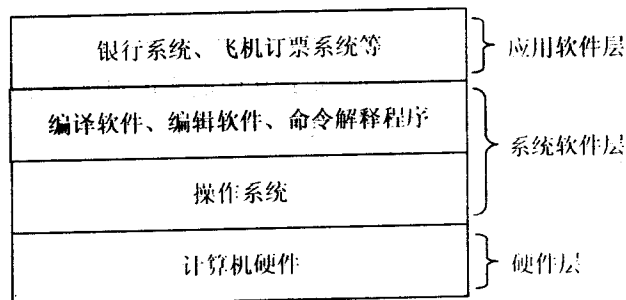 银行系统、飞机订票系统等
应用软件层
编译软件、编辑软件、命令解释程序
系统软件层
操作系统
计算机硬件
硬件层